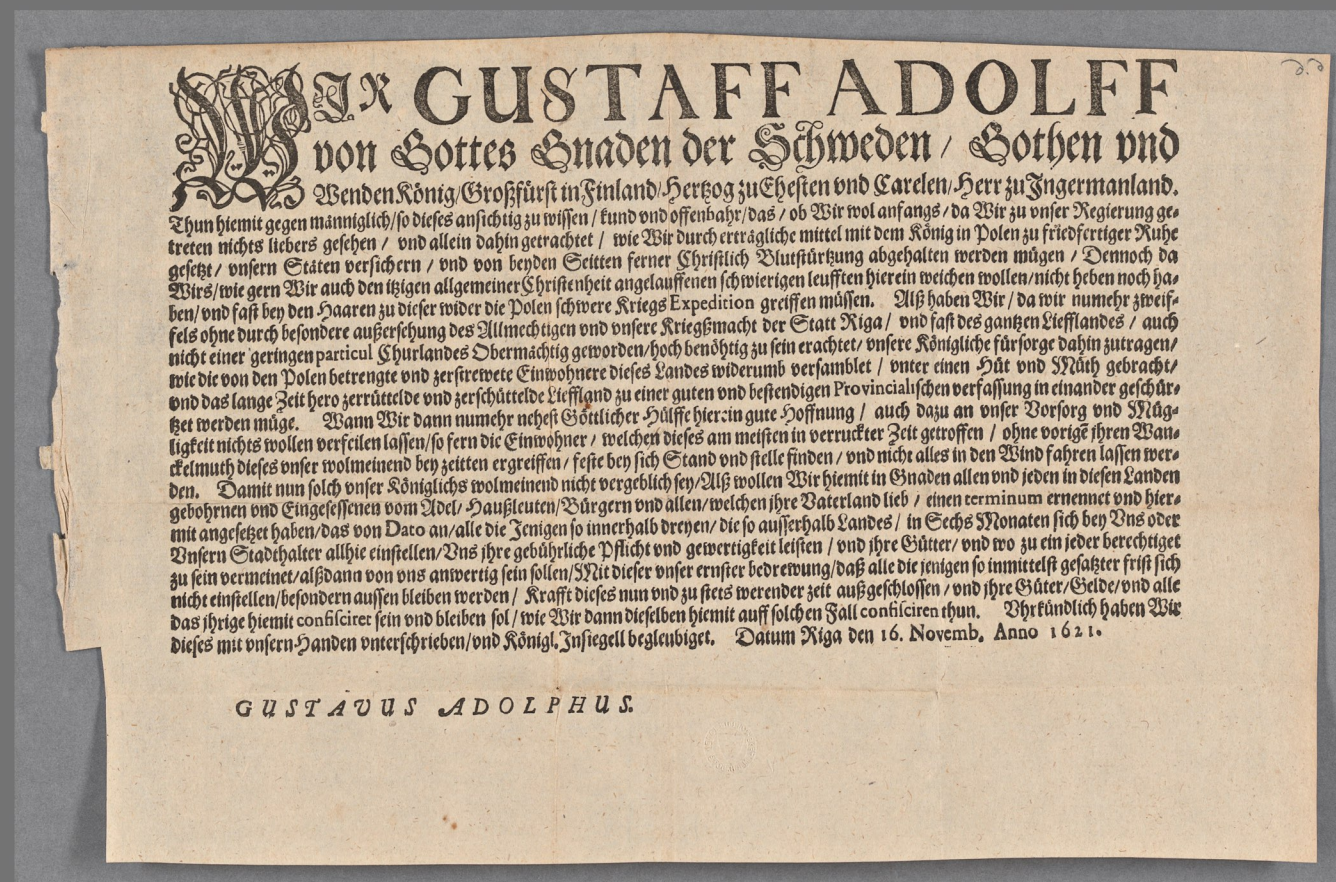 WIR GUSTAFF ADOLFF
von Gottes Gnaden der Schweden / Gothen vnd
Wenden König/Großfürst in Finland/Hertzog zu Ehesten vnd Carelen/Herr zu Ingermanland.
Thun hiemit gegen männiglich/so dieses ansichtig zu wissen/kund vnd offenbahr/das/ob Wir wol anfangs/da Wir zu vnser Regierung ge-
treten nichts liebers gesehen / vnd allein dahin getrachtet / wie Wir durch erträgliche mittel mit dem König in Polen zu friedfertiger Ruhe
gesetzt/ vnsern Stäten versichern / vnd von beyden Seitten ferner Christlich Blutstürtzung abgehalten werden mügen / Dennoch da
Wirs/wie gern Wir auch den itzigen allgemeiner Christenheit angelauffenen schwierigen leufften hierein weichen wollen/nicht heben noch ha-
ben/vnd fast bey den Haaren zu dieser wider die Polen schwere Kriegs Expedition greiffen müssen. Alß haben Wir/da wir numehr zweif-
fels ohne durch besondere außersehung des Allmechtigen vnd vnsere Kriegßmacht der Statt Riga/ vnd fast des gantzen Liefflandes / auch
nicht einer geringen particul Churlandes Obermächtig geworden/hoch benöhtig zu sein erachtet/vnsere Königliche fürsorge dahin zutragen/
wie die von den Polen betrengte vnd zerstrewete Einwohnere dieses Landes widerumb versamblet / vnter einen Hüt vnd Müth gebracht/
vnd das lange Zeit hero zerrüttelde vnd zerschüttelde Lieffland zu einer guten vnd bestendigen Provincialischen verfassung in einander geschür-
tzet werden müge. Wann Wir dann numehr nehest Göttlicher Hülffe hierein gute Hoffnung / auch dazu an vnser Vorsorg vnd Müg-
ligkeit nichts wollen verfeilen lassen/so fern die Einwohner / welchen dieses am meisten in verruckter Zeit getroffen / ohne vorigē jhren Wan-
ckelmuth dieses vnser wolmeinend bey zeitten ergreiffen/ feste bey sich Stand vnd stelle finden/vnd nicht alles in den Wind fahren lassen wer-
den. Damit nun solch vnser Königlichs wolmeinend nicht vergeblich sey/Alß wollen Wir hiemit in Gnaden allen vnd jeden in diesen Landen
gebohrnen vnd Eingesessenen vom Adel/Haußleuten/Bürgern vnd allen/welchen jhre Vaterland lieb / einen terminum ernennet vnd hier-
mit angesetzet haben/das von Dato an/alle die Jenigen so innerhalb dreyen/die so ausserhalb Landes / in Sechs Monaten sich bey Vns oder
Vnsern Stadthalter allhie einstellen/Vns jhre gebührliche Pflicht vnd gewertigkeit leisten / vnd jhre Gütter/vnd wo zu ein jeder berechtiget
zu sein vermeinet/alßdann von vns anwertig sein sollen/Mit dieser vnser ernster bedrewung/daß alle die jenigen so inmittelst gesatzter frist sich
nicht einstellen/besondern aussen bleiben werden / Krafft dieses nun vnd zu stets werender zeit außgeschlossen / vnd jhre Güter/Gelde/vnd alle
das jhrige hiemit confisciret sein vnd bleiben sol/wie Wir dann dieselben hiemit auff solchen Fall confisciren thun. Vhrkündlich haben Wir
dieses mit vnsern Handen vnterschrieben/vnd Königl. Insiegell begleubiget. Datum Riga den 16. Novemb. Anno 1621.
GUSTAVUS ADOLPHUS.